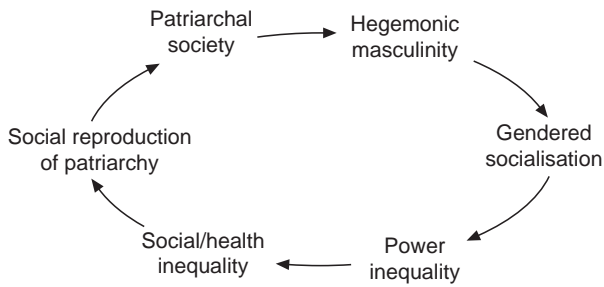 Patriarchal
society
Hegemonic
masculinity
Gendered
socialisation
Power
inequality
Social/health
inequality
Social reproduction
of patriarchy